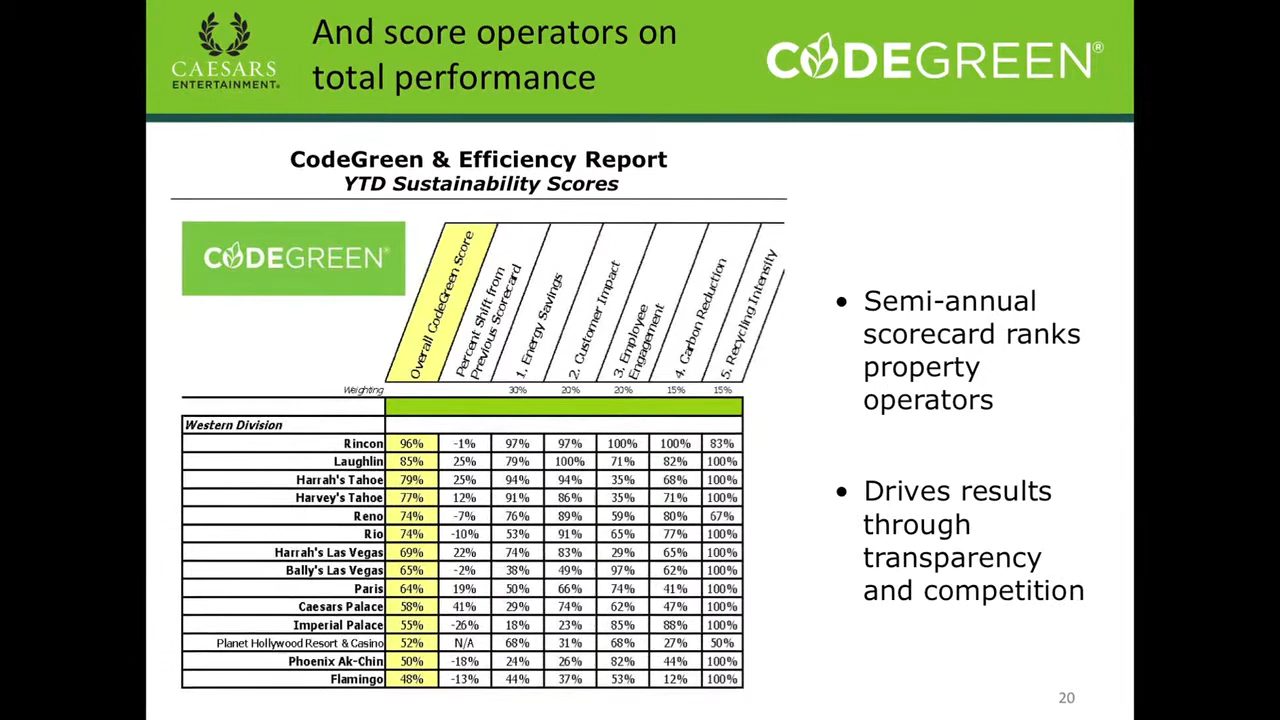 And score operators on
total performance
CAESARS
ENTERTAINMENT®
CODEGREEN®
CodeGreen & Efficiency Report
YTD Sustainability Scores
CODEGREEN®
Overall CodeGreen Score
Percent Shift from
Previous Scorecard
1. Energy Savings
2. Customer Impact
3. Employee
Engagement
4. Carbon Reduction
5. Recycling Intensity
Weighting 30% 20% 20% 15% 15%
Western Division
Rincon 96% -1% 97% 97% 100% 100% 83%
Laughlin 85% 25% 79% 100% 71% 82% 100%
Harrah's Tahoe 79% 25% 94% 94% 35% 68% 100%
Harvey's Tahoe 77% 12% 91% 86% 35% 71% 100%
Reno 74% -7% 76% 89% 59% 80% 67%
Rio 74% -10% 53% 91% 65% 77% 100%
Harrah's Las Vegas 69% 22% 74% 83% 29% 65% 100%
Bally's Las Vegas 65% -2% 38% 49% 97% 62% 100%
Paris 64% 19% 50% 66% 74% 41% 100%
Caesars Palace 58% 41% 29% 74% 62% 47% 100%
Imperial Palace 55% -26% 18% 23% 85% 88% 100%
Planet Hollywood Resort & Casino 52% N/A 68% 31% 68% 27% 50%
Phoenix Ak-Chin 50% -18% 24% 26% 82% 44% 100%
Flamingo 48% -13% 44% 37% 53% 12% 100%
• Semi-annual
scorecard ranks
property
operators
• Drives results
through
transparency
and competition
20